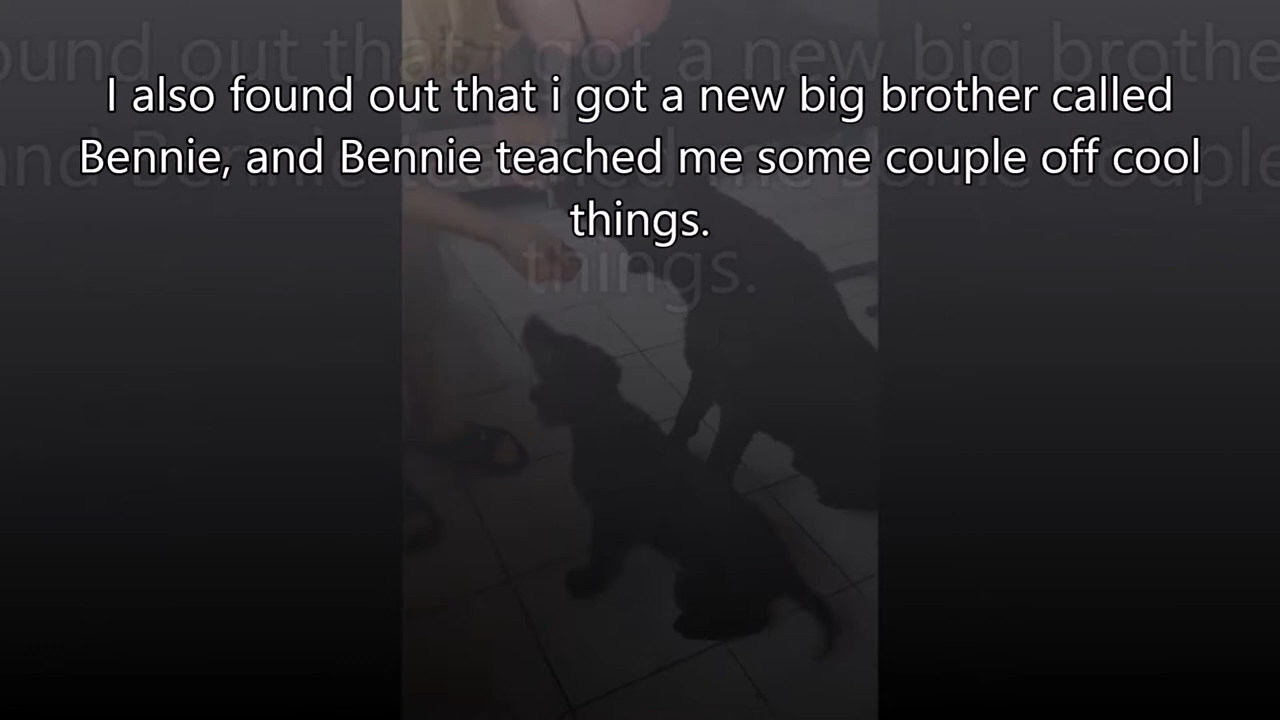 I also found out that i got a new big brother called
Bennie, and Bennie teached me some couple off cool
things.